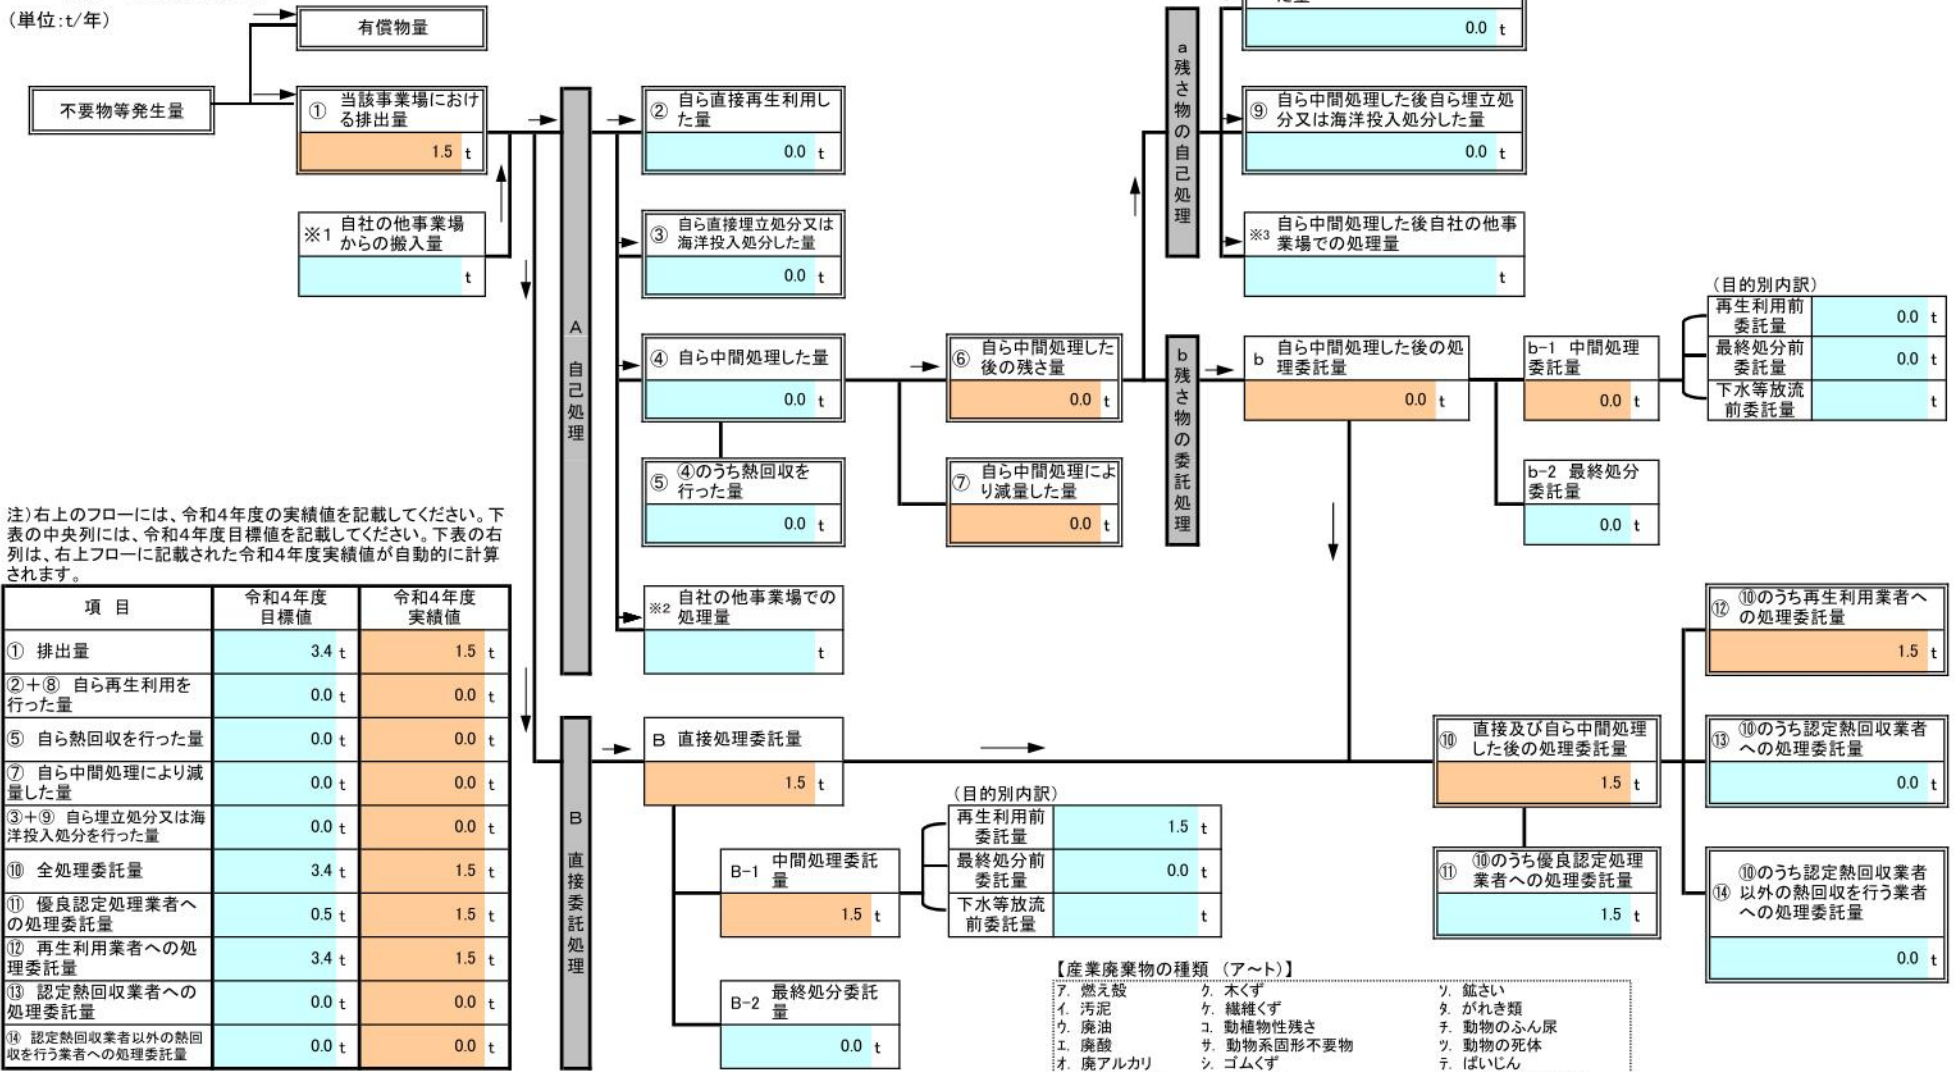 (単位:t/年)
有償物量
不要物等発生量
① 当該事業場におけ
る排出量
1.5 t
※1 自社の他事業場
からの搬入量
t
A 自己処理
② 自ら直接再生利用し
た量
0.0 t
③ 自ら直接埋立処分又は
海洋投入処分した量
0.0 t
④ 自ら中間処理した量
0.0 t
⑤ ④のうち熱回収を
行った量
0.0 t
※2 自社の他事業場での
処理量
t
⑥ 自ら中間処理した
後の残さ量
0.0 t
⑦ 自ら中間処理によ
り減量した量
0.0 t
a 残さ物の自己処理
0.0 t
⑨ 自ら中間処理した後自ら埋立処
分又は海洋投入処分した量
0.0 t
※3 自ら中間処理した後自社の他事
業場での処理量
t
b 残さ物の委託処理
b 自ら中間処理した後の処
理委託量
0.0 t
b-1 中間処理
委託量
0.0 t
(目的別内訳)
再生利用前
委託量
0.0 t
最終処分前
委託量
0.0 t
下水等放流
前委託量
t
b-2 最終処分
委託量
0.0 t
注)右上のフローには、令和4年度の実績値を記載してください。下
表の中央列には、令和4年度目標値を記載してください。下表の右
列は、右上フローに記載された令和4年度実績値が自動的に計算
されます。
項 目
令和4年度
目標値
令和4年度
実績値
① 排出量 3.4 t 1.5 t
②+⑧ 自ら再生利用を
行った量 0.0 t 0.0 t
⑤ 自ら熱回収を行った量 0.0 t 0.0 t
⑦ 自ら中間処理により減
量した量 0.0 t 0.0 t
③+⑨ 自ら埋立処分又は海
洋投入処分を行った量 0.0 t 0.0 t
⑩ 全処理委託量 3.4 t 1.5 t
⑪ 優良認定処理業者へ
の処理委託量 0.5 t 1.5 t
⑫ 再生利用業者への処
理委託量 3.4 t 1.5 t
⑬ 認定熱回収業者への
処理委託量 0.0 t 0.0 t
⑭ 認定熱回収業者以外の熱回
収を行う業者への処理委託量 0.0 t 0.0 t
B 直接委託処理
B 直接処理委託量
1.5 t
B-1 中間処理委託
量
1.5 t
(目的別内訳)
再生利用前
委託量
1.5 t
最終処分前
委託量
0.0 t
下水等放流
前委託量
t
B-2 最終処分委託
量
0.0 t
⑩ 直接及び自ら中間処理
した後の処理委託量
1.5 t
⑪ ⑩のうち優良認定処理
業者への処理委託量
1.5 t
⑫ ⑩のうち再生利用業者へ
の処理委託量
1.5 t
⑬ ⑩のうち認定熱回収業者
への処理委託量
0.0 t
⑩のうち認定熱回収業者
⑭ 以外の熱回収を行う業者
への処理委託量
0.0 t
【産業廃棄物の種類 (ア~ト)】
ア. 燃え殻 ク. 木くず ソ. 鉱さい
イ. 汚泥 ケ. 繊維くず タ. がれき類
ウ. 廃油 コ. 動植物性残さ チ. 動物のふん尿
エ. 廃酸 サ. 動物系固形不要物 ツ. 動物の死体
オ. 廃アルカリ シ. ゴムくず テ. ばいじん